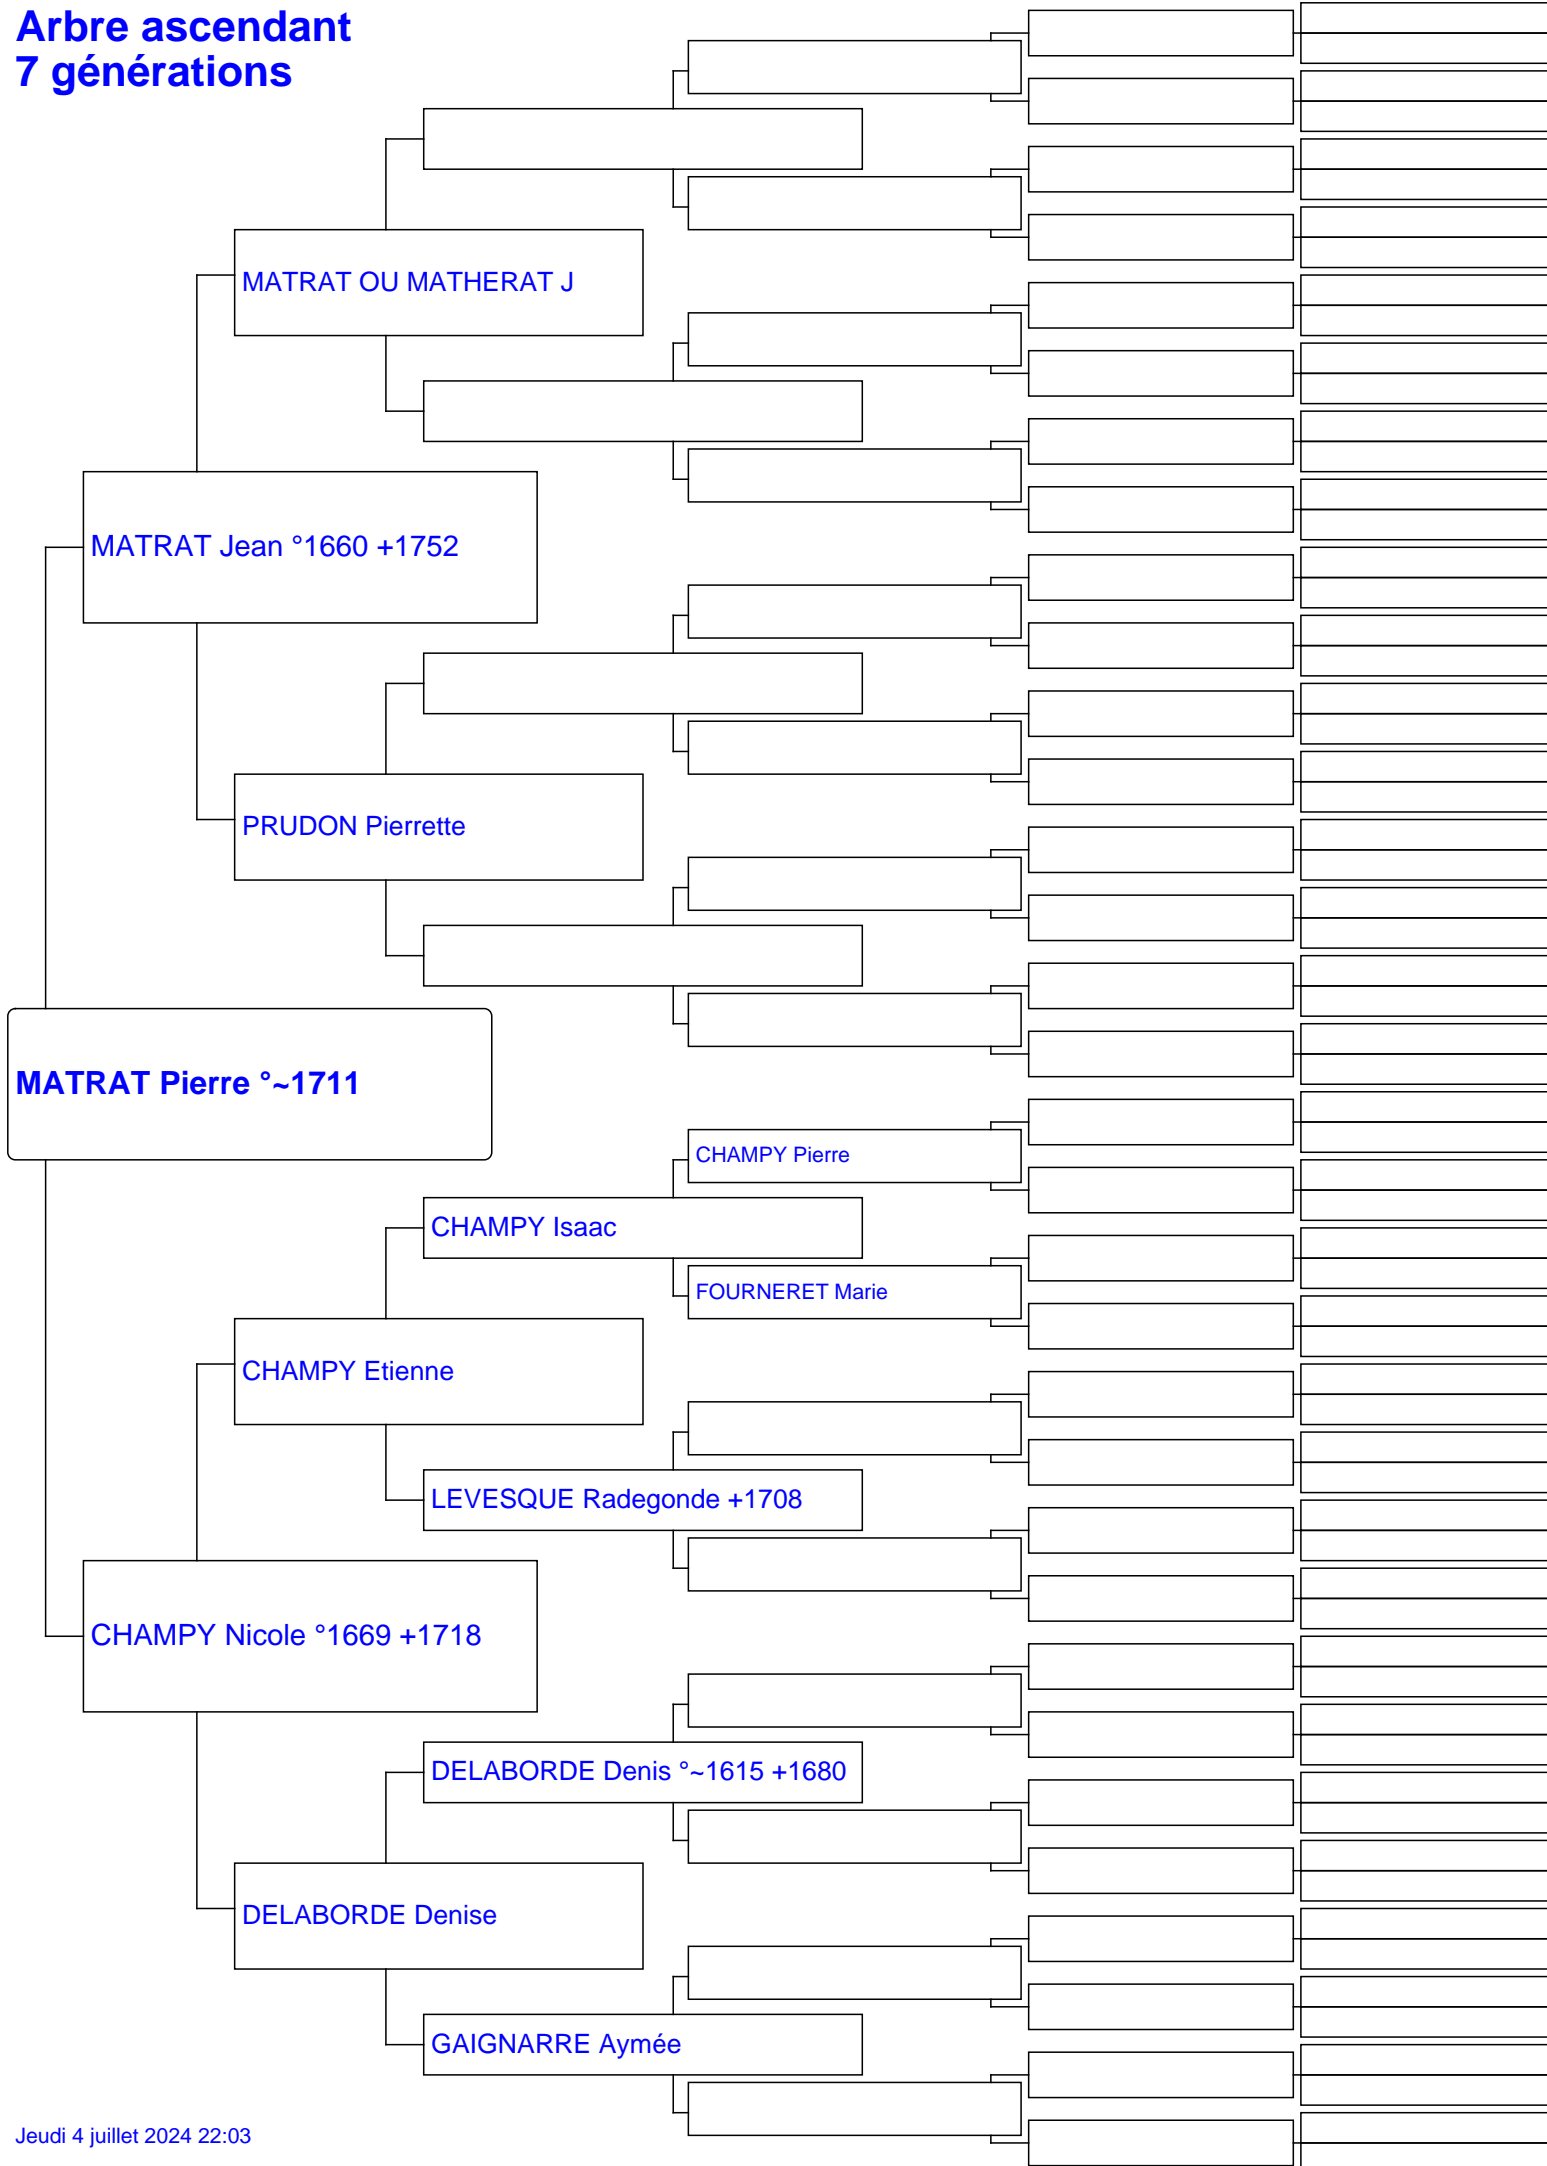 Arbre ascendant
7 générations
MATRAT OU MATHERAT J
MATRAT Jean °1660 +1752
PRUDON Pierrette
MATRAT Pierre °~1711
CHAMPY Pierre
CHAMPY Isaac
FOURNERET Marie
CHAMPY Etienne
LEVESQUE Radegonde +1708
CHAMPY Nicole °1669 +1718
DELABORDE Denis °~1615 +1680
DELABORDE Denise
GAIGNARRE Aymée
Jeudi 4 juillet 2024 22:03